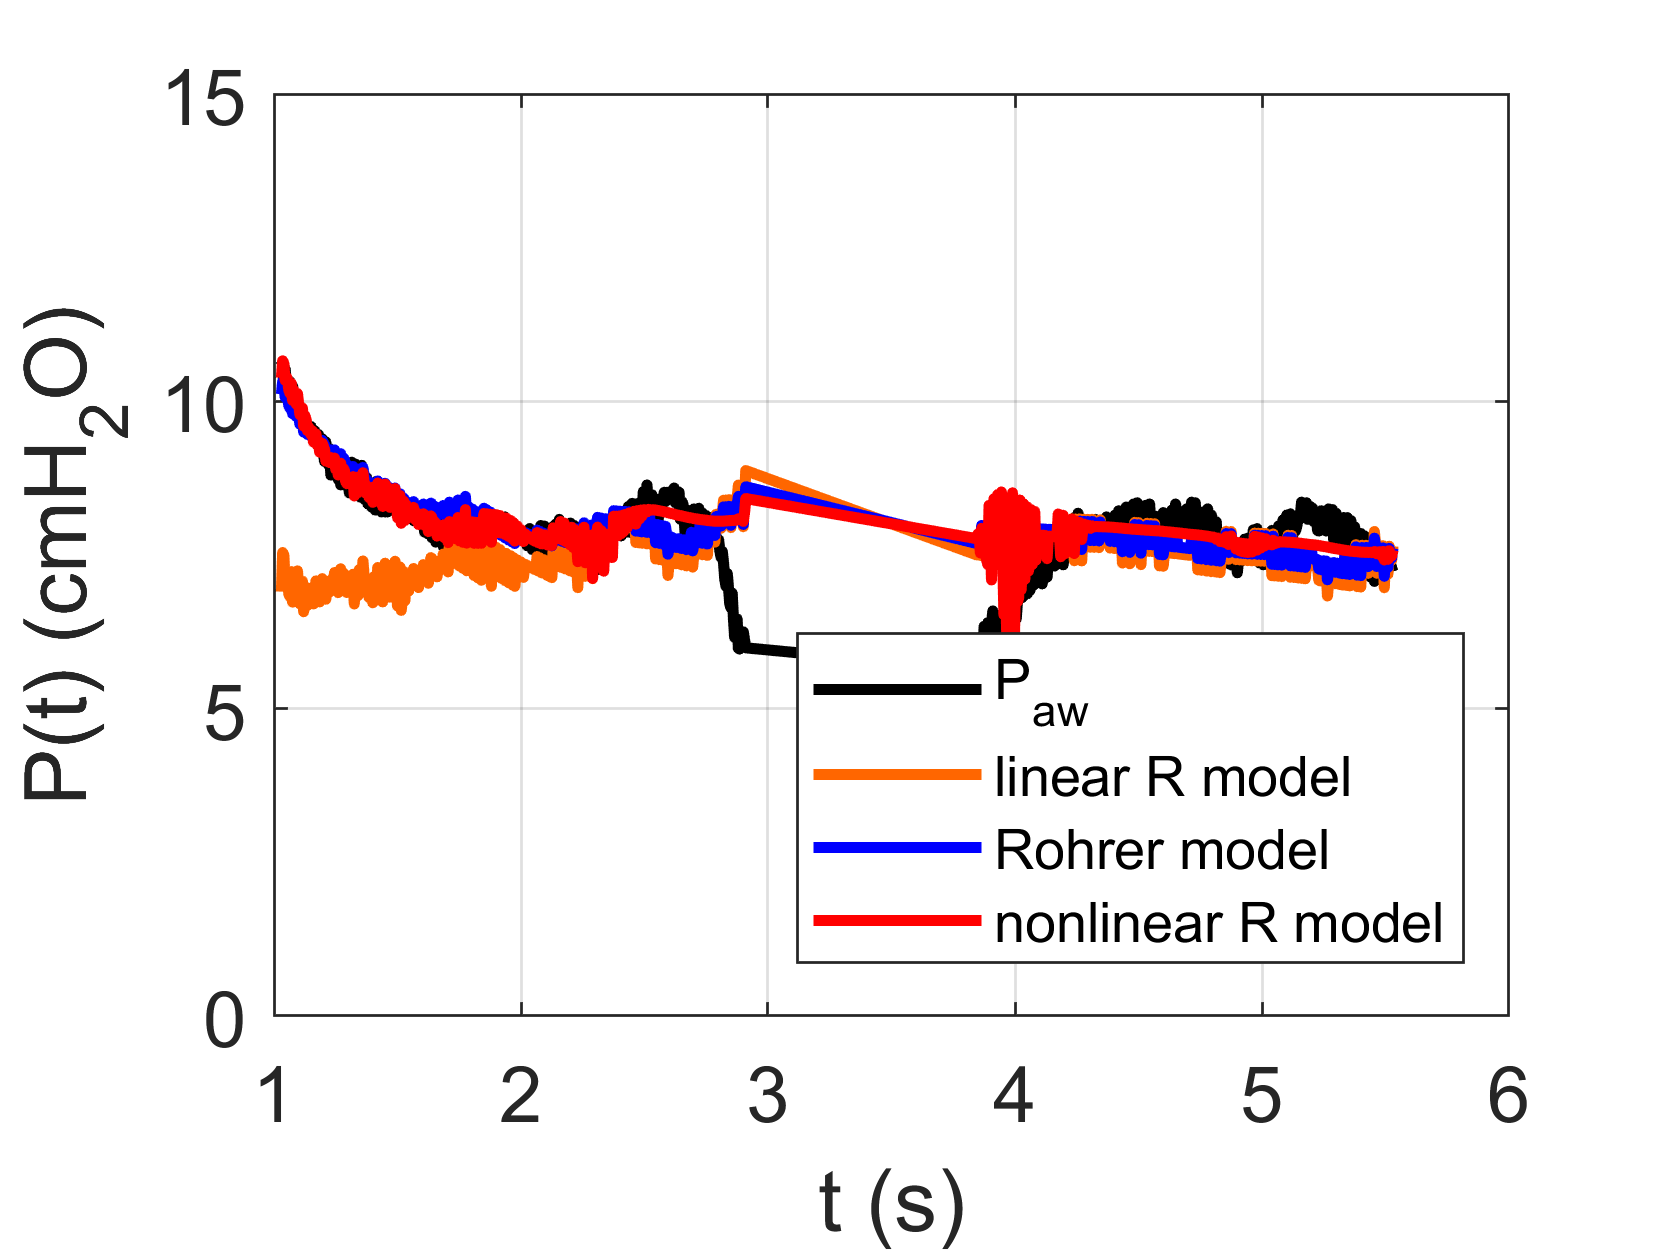 15
10
5
0
P(t) (cmH2O)
1 2 3 4 5 6
t (s)
Paw
linear R model
Rohrer model
nonlinear R model